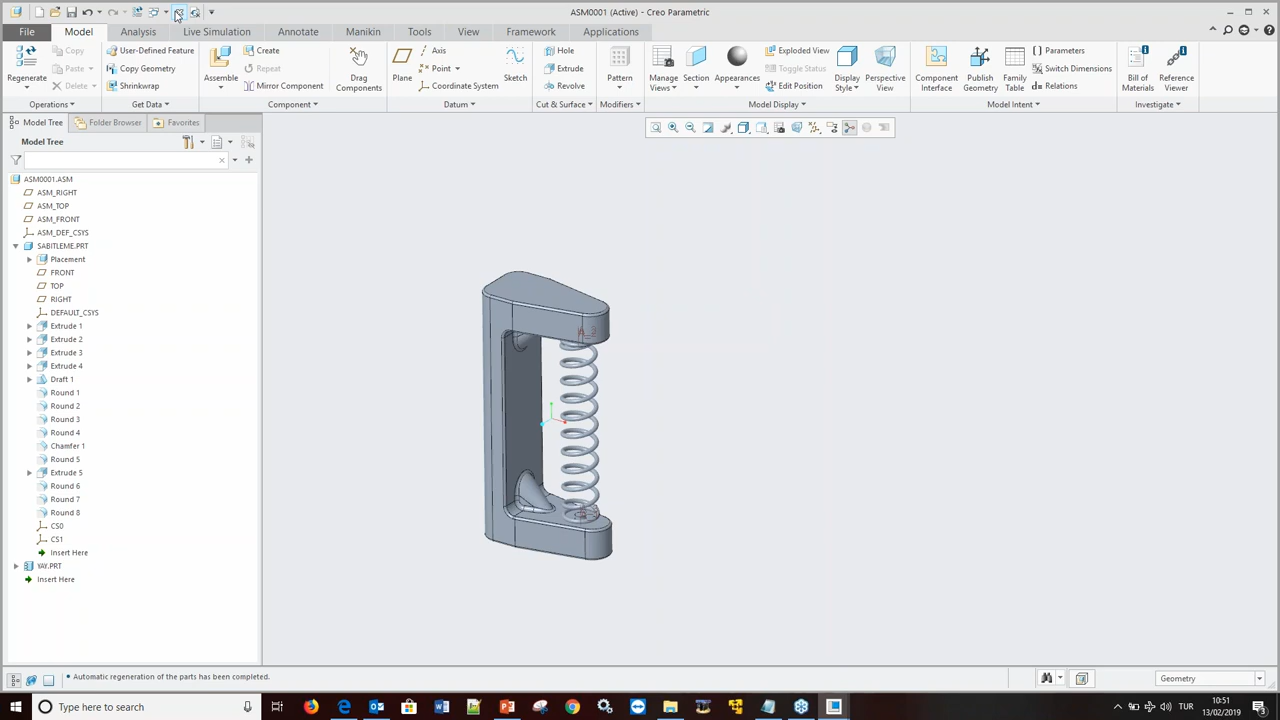 ASM0001 (Active) - Creo Parametric
File Model Analysis Live Simulation Annotate Manikin Tools View Framework Applications
Regenerate
Copy
Paste
Delete
Operations
User-Defined Feature
Copy Geometry
Shrinkwrap
Get Data
Assemble
Create
Repeat
Mirror Component
Component
Drag Components
Plane
Axis
Point
Coordinate System
Sketch
Datum
Hole
Extrude
Revolve
Cut & Surface
Pattern
Modifiers
Manage Views
Section
Appearances
Exploded View
Toggle Status
Edit Position
Display Style
Perspective View
Model Display
Component Interface
Publish Geometry
Family Table
Parameters
Switch Dimensions
Relations
Model Intent
Bill of Materials
Reference Viewer
Investigate
Model Tree Folder Browser Favorites
Model Tree
ASM0001.ASM
ASM_RIGHT
ASM_TOP
ASM_FRONT
ASM_DEF_CSYS
SABITLEME.PRT
Placement
FRONT
TOP
RIGHT
DEFAULT_CSYS
Extrude 1
Extrude 2
Extrude 3
Extrude 4
Draft 1
Round 1
Round 2
Round 3
Round 4
Chamfer 1
Round 5
Extrude 5
Round 6
Round 7
Round 8
CS0
CS1
Insert Here
YAY.PRT
Insert Here
A_2
Automatic regeneration of the parts has been completed.
Geometry
Type here to search
TUR
10:51
13/02/2019